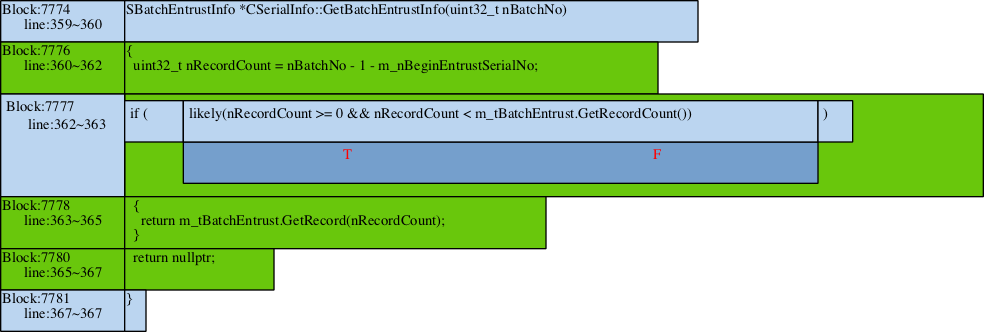 Block:7774 SBatchEntrustInfo *CSerialInfo::GetBatchEntrustInfo(uint32_t nBatchNo)
line:359~360
Block:7776 {
line:360~362 uint32_t nRecordCount = nBatchNo - 1 - m_nBeginEntrustSerialNo;
Block:7777 if ( likely(nRecordCount >= 0 && nRecordCount < m_tBatchEntrust.GetRecordCount()) )
line:362~363
T F
Block:7778 {
line:363~365 return m_tBatchEntrust.GetRecord(nRecordCount);
}
Block:7780 return nullptr;
line:365~367
Block:7781 }
line:367~367